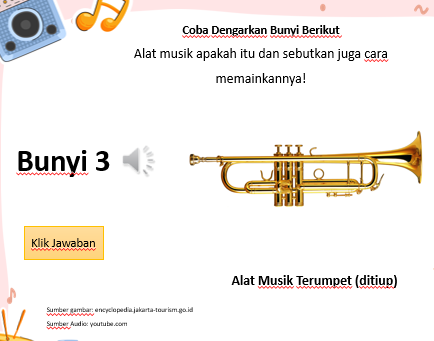 Coba Dengarkan Bunyi Berikut
Alat musik apakah itu dan sebutkan juga cara
memainkannya!
Bunyi 3
Klik Jawaban
Alat Musik Terumpet (ditiup)
Sumber gambar: encyclopedia.jakarta-tourism.go.id
Sumber Audio: youtube.com